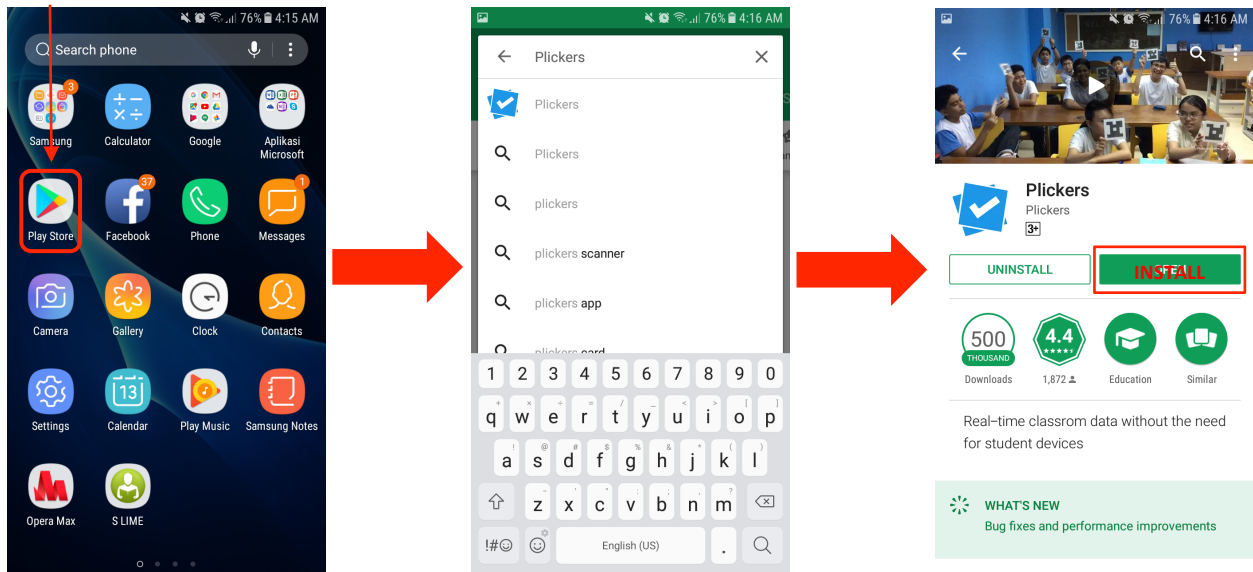 76% 4:15 AM
Search phone
3
Samsung
Calculator
Google
Aplikasi
Microsoft
Play Store
37
Facebook
Phone
1
Messages
Camera
Gallery
Clock
Contacts
Settings
13
Calendar
Play Music
Samsung Notes
Opera Max
S LIME
76% 4:16 AM
Plickers
Plickers
Plickers
plickers
plickers scanner
plickers app
plickers card
1 2 3 4 5 6 7 8 9 0
q w e r t y u i o p
a s d f g h j k l
z x c v b n m
!#
English (US)
.
76% 4:16 AM
Plickers
Plickers
3+
UNINSTALL
OPEN
INSTALL
500
THOUSAND
Downloads
4.4
1,872
Education
Similar
Real-time classrom data without the need
for student devices
WHAT'S NEW
Bug fixes and performance improvements